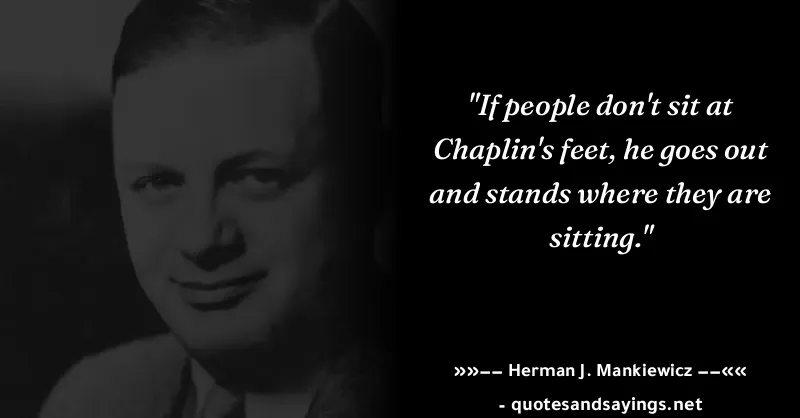 "If people don't sit at
Chaplin's feet, he goes out
and stands where they are
sitting."
»»−− Herman J. Mankiewicz −−««
- quotesandsayings.net